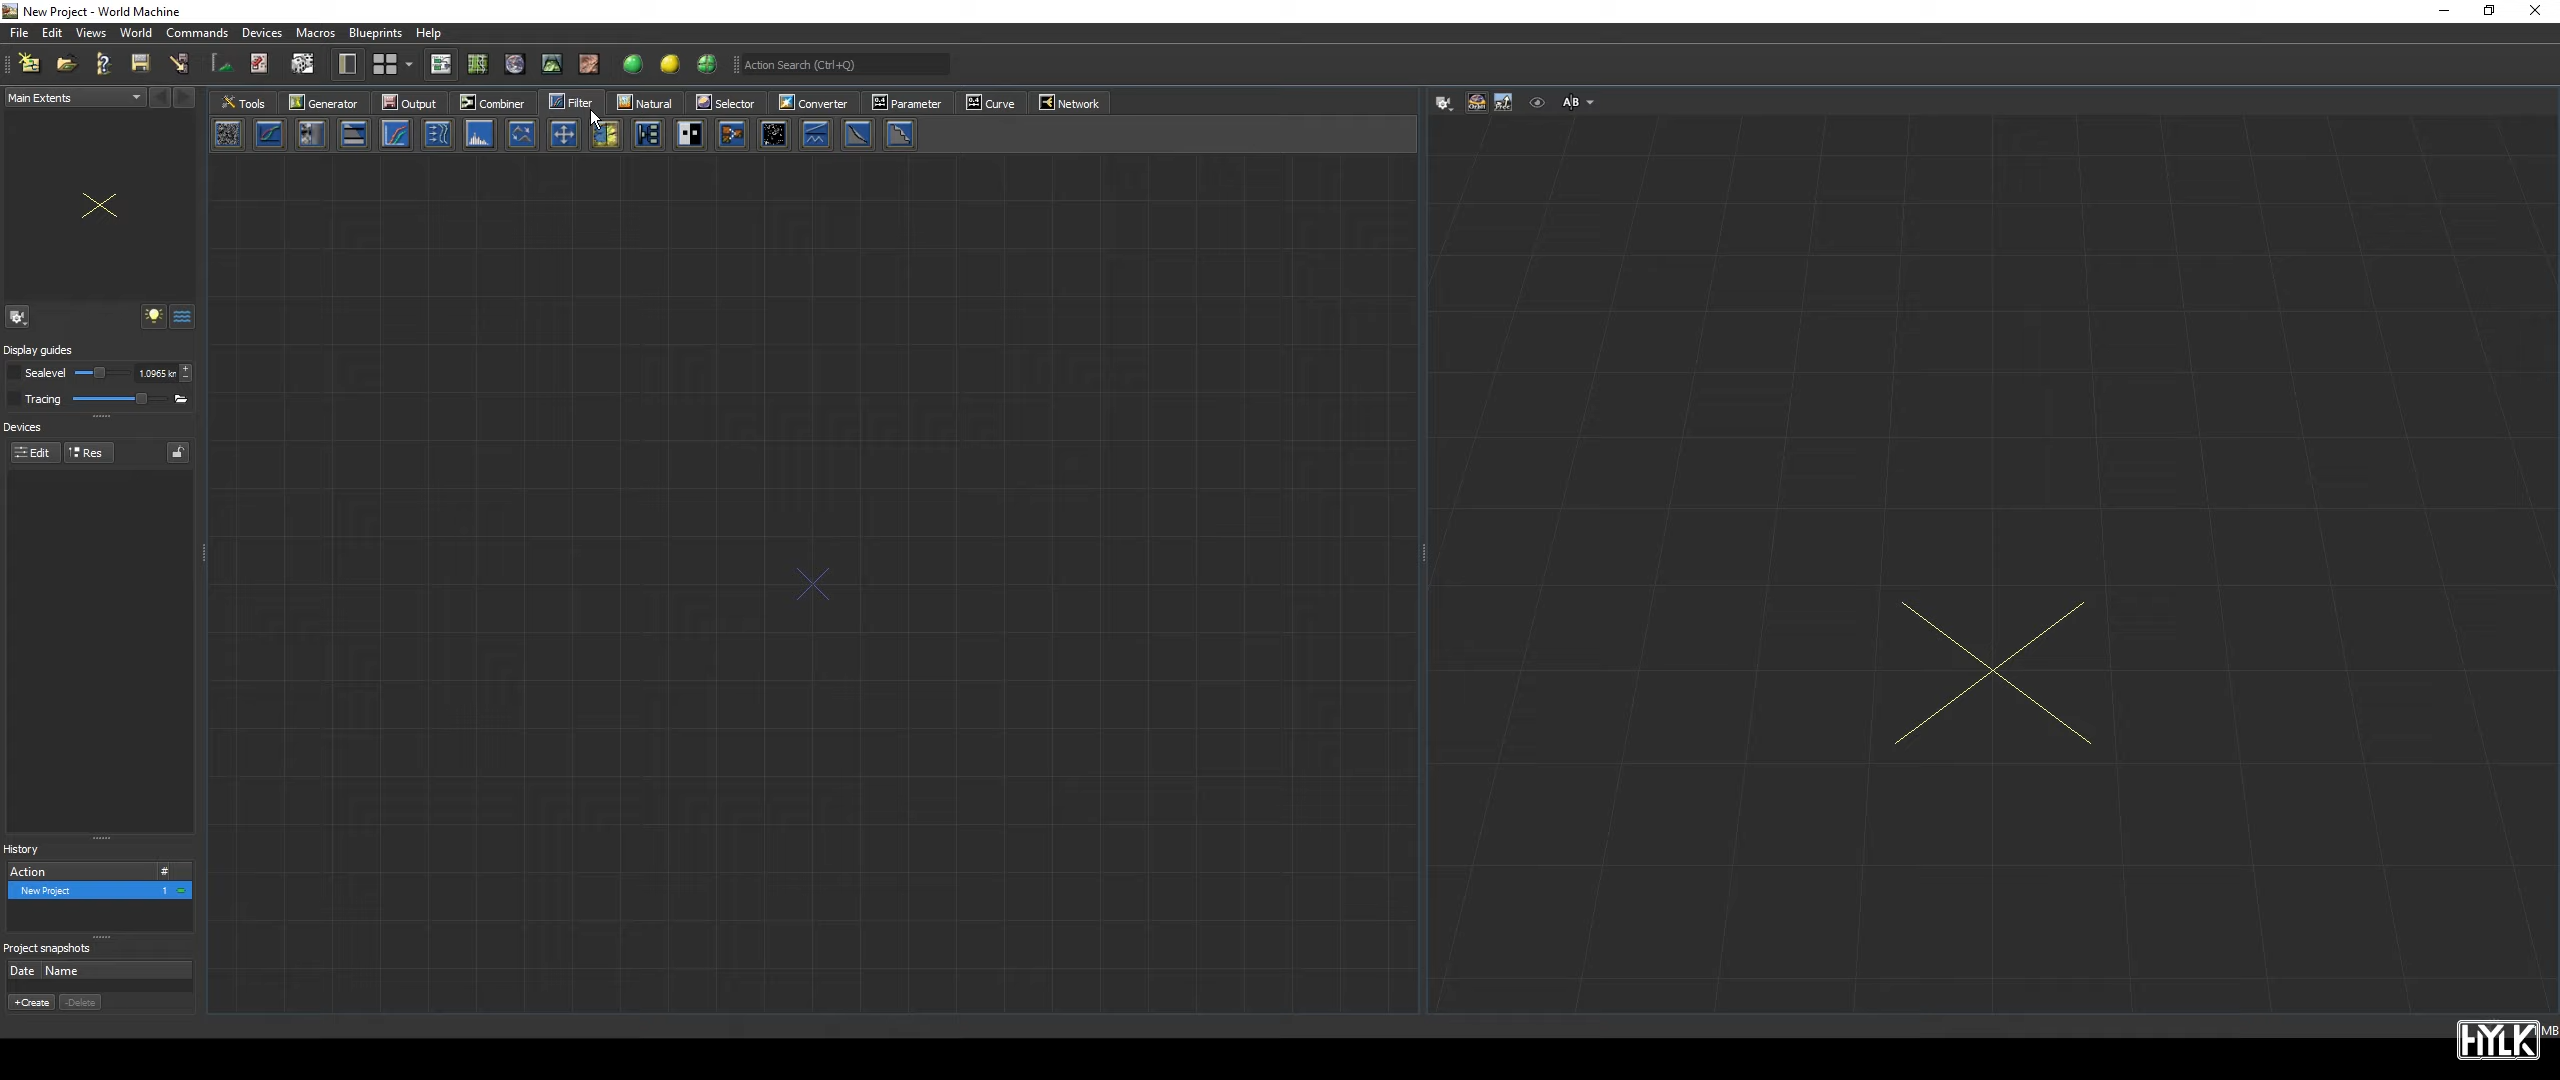 New Project - World Machine
File Edit Views World Commands Devices Macros Blueprints Help
Action Search (Ctrl+Q)
Main Extents
Tools Generator Output Combiner Filter Natural Selector Converter Parameter Curve Network
A|B
Display guides
Sealevel 1.0965 kr
Tracing
Devices
Edit Res
History
Action #
New Project 1
Project snapshots
Date Name
+Create -Delete
HYLK MB